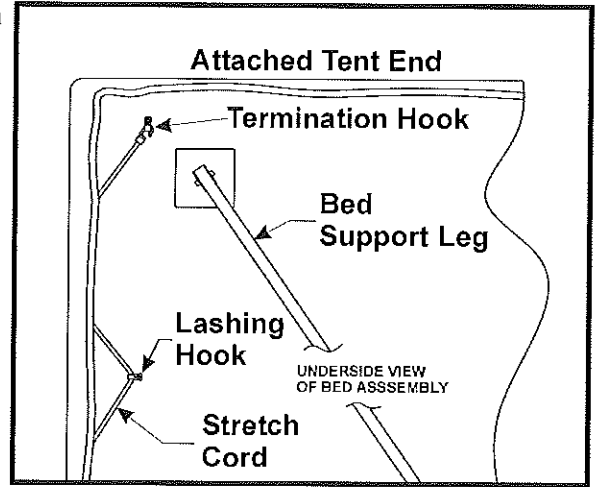 Attached Tent End
Termination Hook
Bed
Support Leg
Lashing
Hook
UNDERSIDE VIEW
OF BED ASSSEMBLY
Stretch
Cord